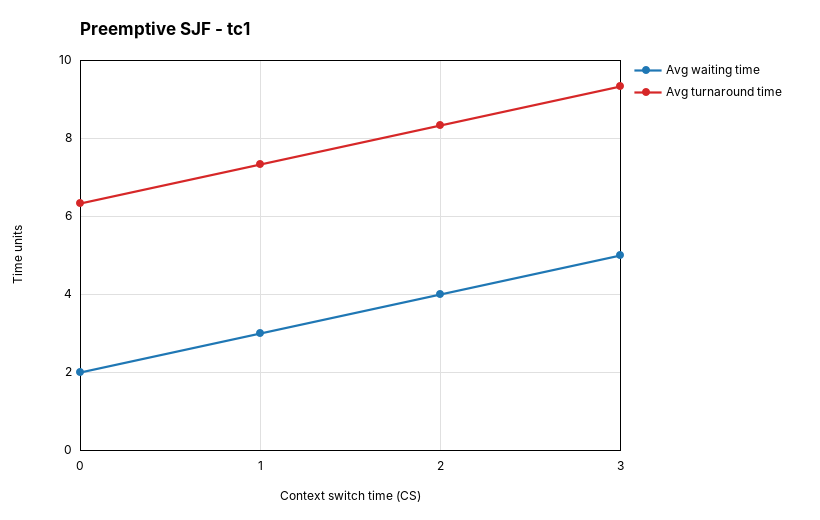 Preemptive SJF - tc1
Avg waiting time
Avg turnaround time
Time units
10
8
6
4
2
0
0 1 2 3
Context switch time (CS)